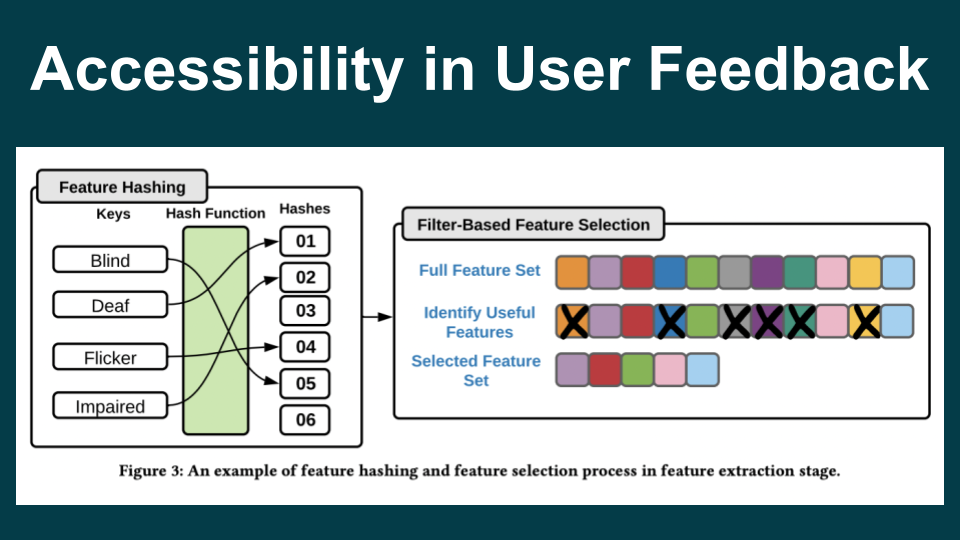 Accessibility in User Feedback
Feature Hashing
Keys
Hash Function
Hashes
Blind
Deaf
Flicker
Impaired
01
02
03
04
05
06
Filter-Based Feature Selection
Full Feature Set
Identify Useful
Features
Selected Feature
Set
Figure 3: An example of feature hashing and feature selection process in feature extraction stage.